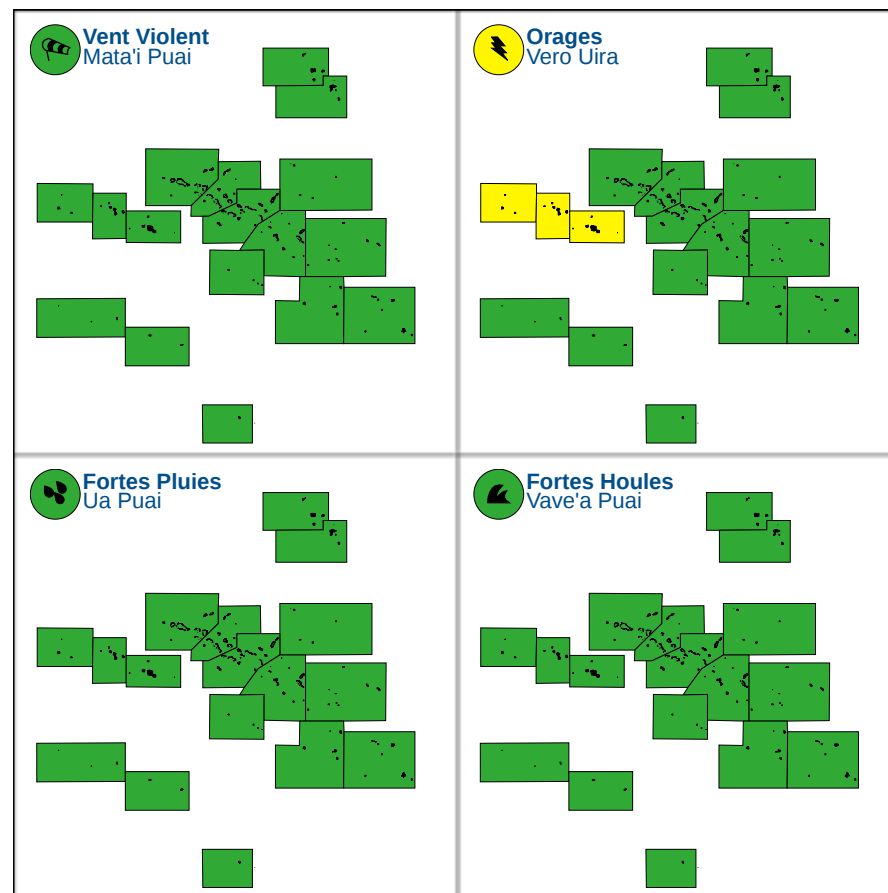 Vent Violent
Mata'i Puai
Orages
Vero Uira
Fortes Pluies
Ua Puai
Fortes Houles
Vave'a Puai